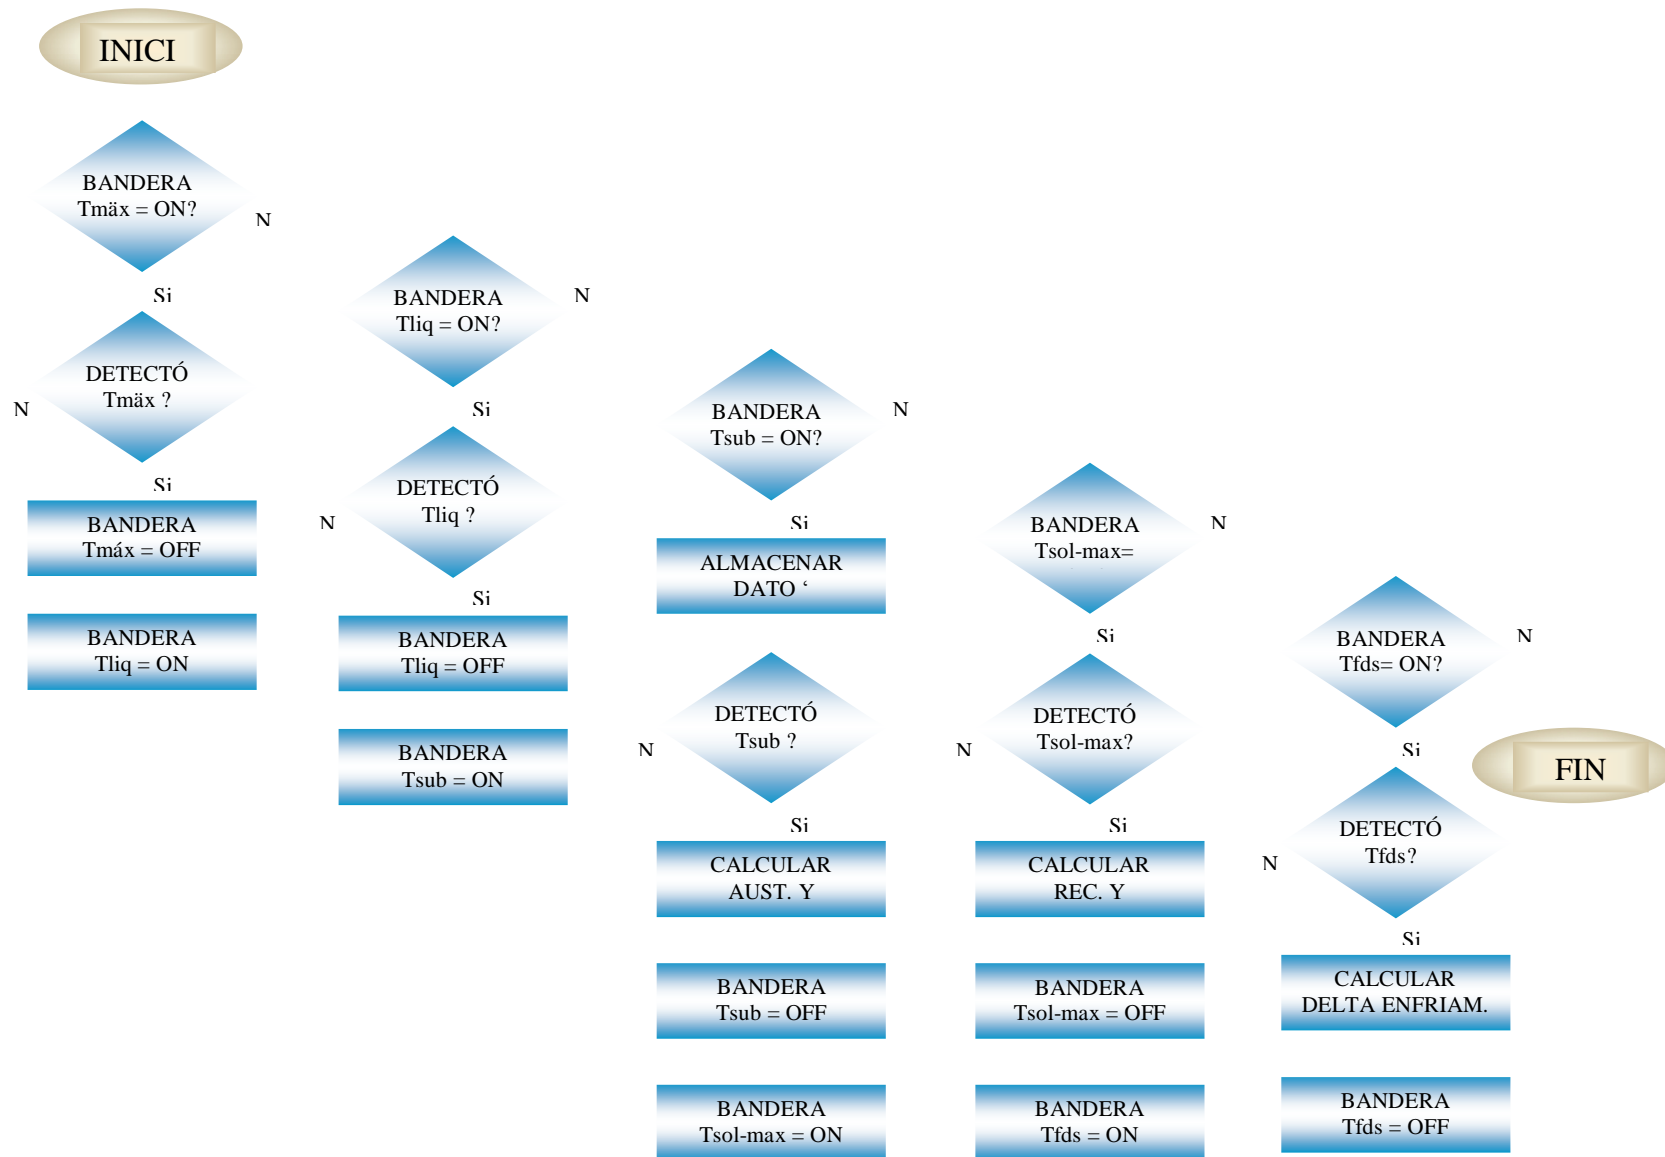 INICI
BANDERA
Tmäx = ON?
N
Si
DETECTÓ
Tmäx ?
N
Si
BANDERA
Tmáx = OFF
BANDERA
Tliq = ON
BANDERA
Tliq = ON?
N
Si
DETECTÓ
Tliq ?
N
Si
BANDERA
Tliq = OFF
BANDERA
Tsub = ON
BANDERA
Tsub = ON?
N
Si
ALMACENAR
DATO ‘
DETECTÓ
Tsub ?
N
Si
CALCULAR
AUST. Y
BANDERA
Tsub = OFF
BANDERA
Tsol-max = ON
BANDERA
Tsol-max=
N
Si
DETECTÓ
Tsol-max?
N
Si
CALCULAR
REC. Y
BANDERA
Tsol-max = OFF
BANDERA
Tfds = ON
BANDERA
Tfds= ON?
N
Si
DETECTÓ
Tfds?
N
Si
CALCULAR
DELTA ENFRIAM.
BANDERA
Tfds = OFF
FIN